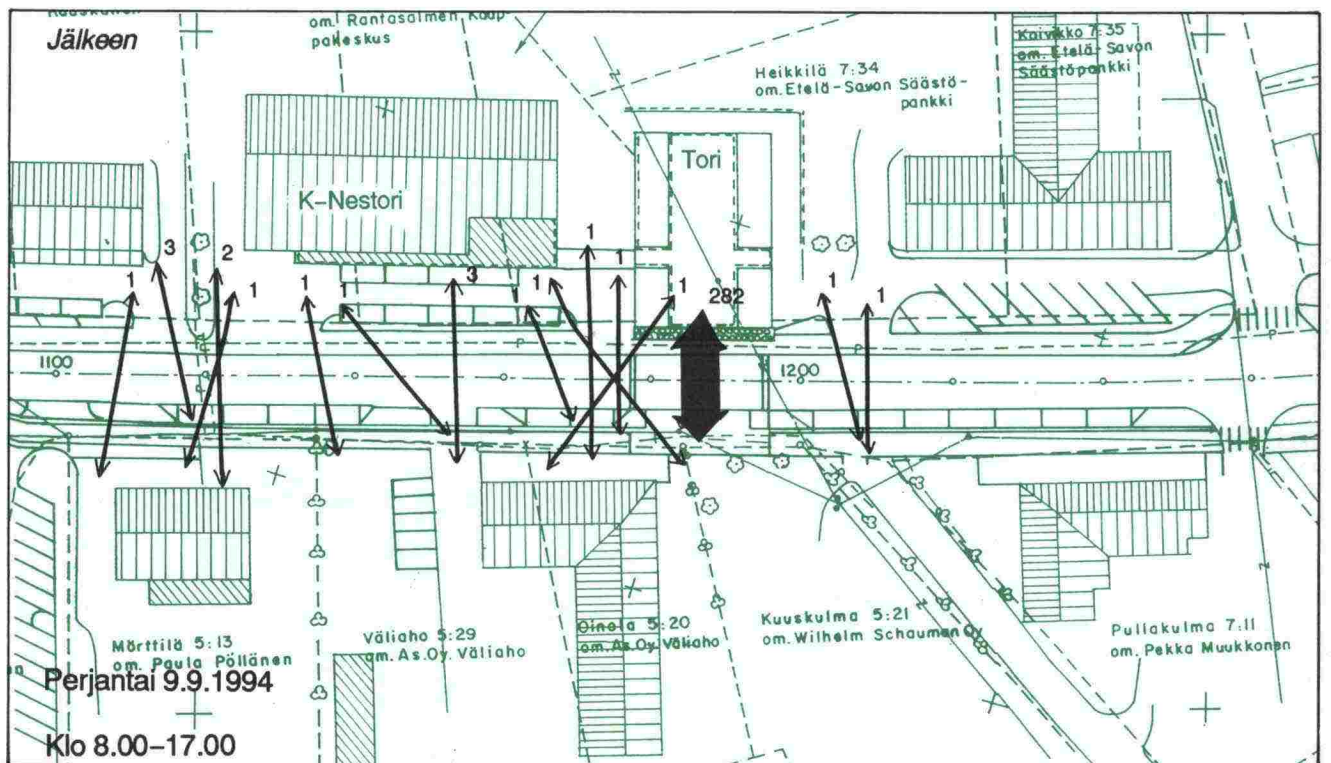 Jälkeen
om. Rantasalmen Kaup-
pakeskus
Koivikko 7:35
om. Etelä-Savon
Säästöpankki
Heikkilä 7:34
om. Etelä-Savon Säästö-
pankki
Tori
K-Nestori
3
1
2
1
1
1
3
1
1
1
1
1
282
1
1
1100
1200
P
P
P
P
z
z
z
z
Mörttilä 5:13
om. Paula Pöllänen
Väliaho 5:29
om. As.Oy. Väliaho
Oinola 5:20
om. As.Oy Väliaho
Kuuskulma 5:21
om. Wilhelm Schauman Oy
Pullakulma 7:11
om. Pekka Muukkonen
Perjantai 9.9.1994
Klo 8.00-17.00